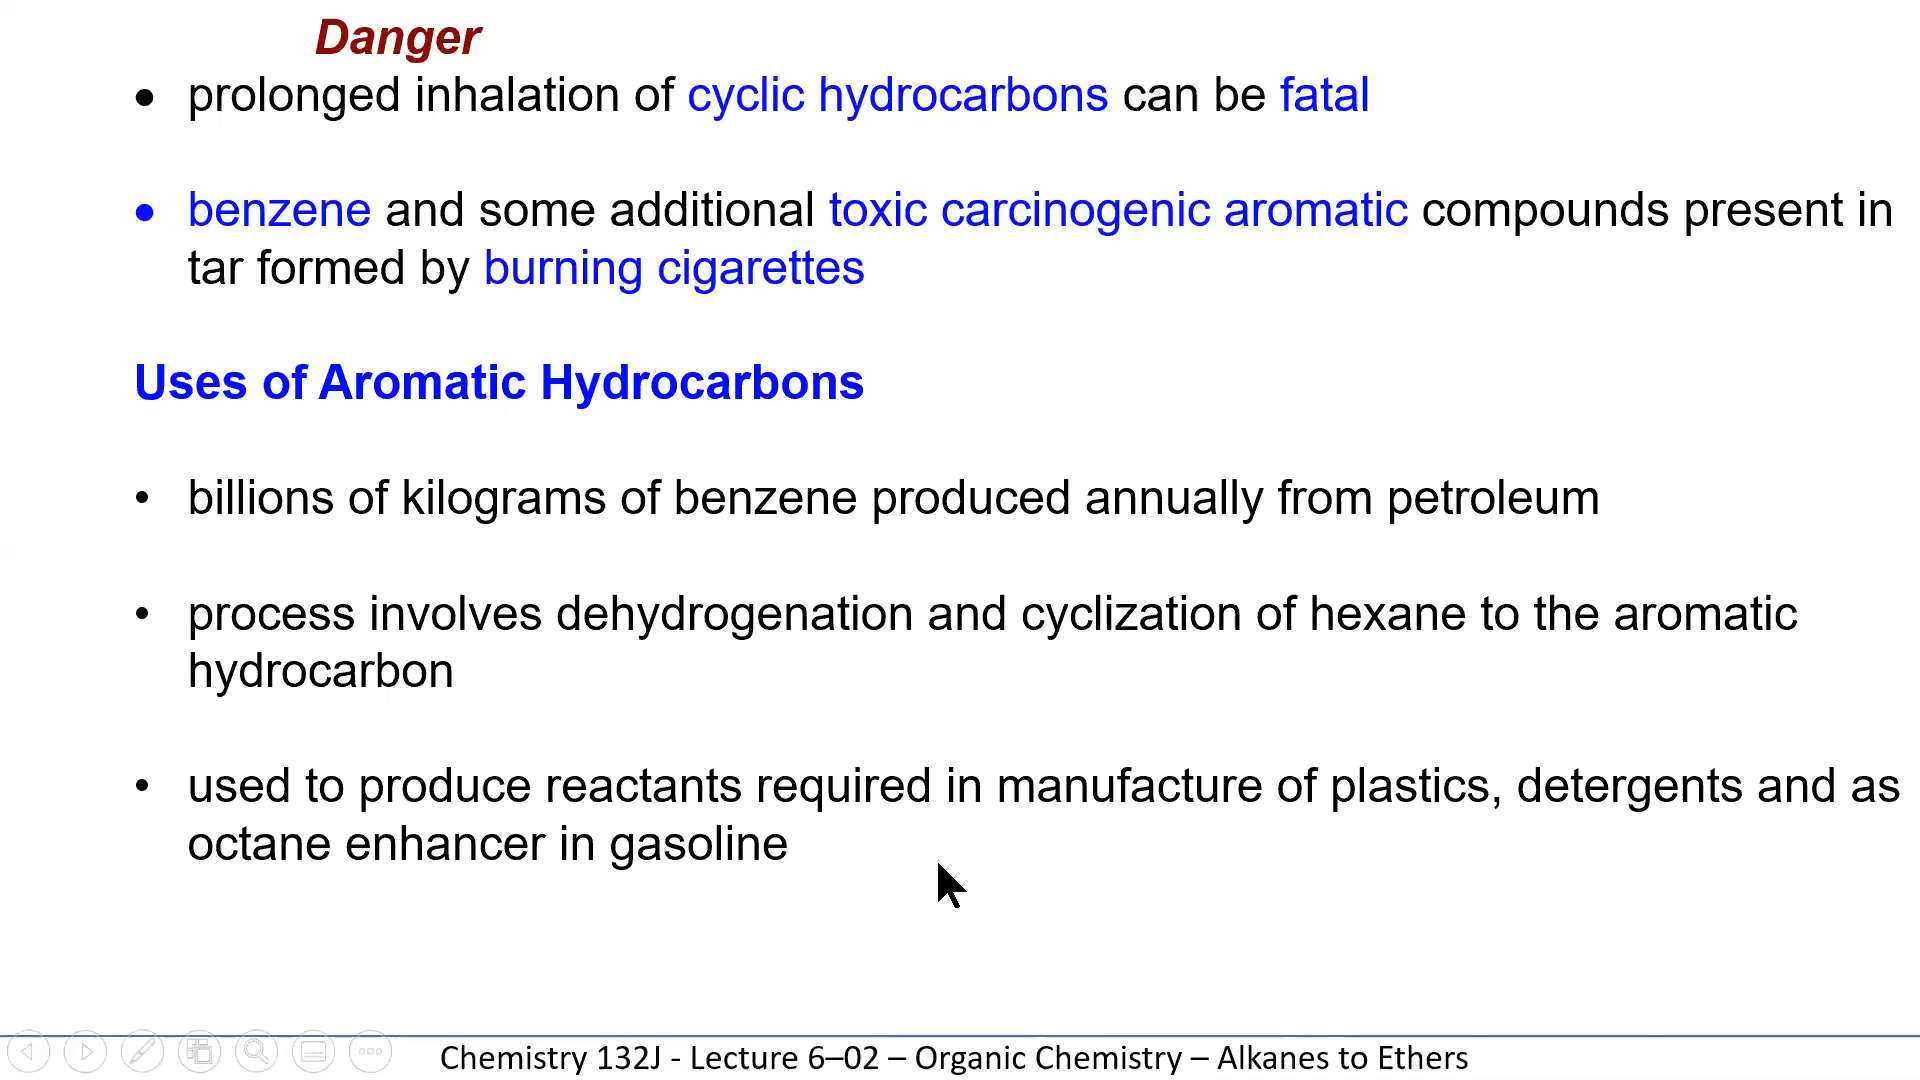 Danger
• prolonged inhalation of cyclic hydrocarbons can be fatal
• benzene and some additional toxic carcinogenic aromatic compounds present in
tar formed by burning cigarettes
Uses of Aromatic Hydrocarbons
• billions of kilograms of benzene produced annually from petroleum
• process involves dehydrogenation and cyclization of hexane to the aromatic
hydrocarbon
• used to produce reactants required in manufacture of plastics, detergents and as
octane enhancer in gasoline
Chemistry 132J - Lecture 6–02 – Organic Chemistry – Alkanes to Ethers